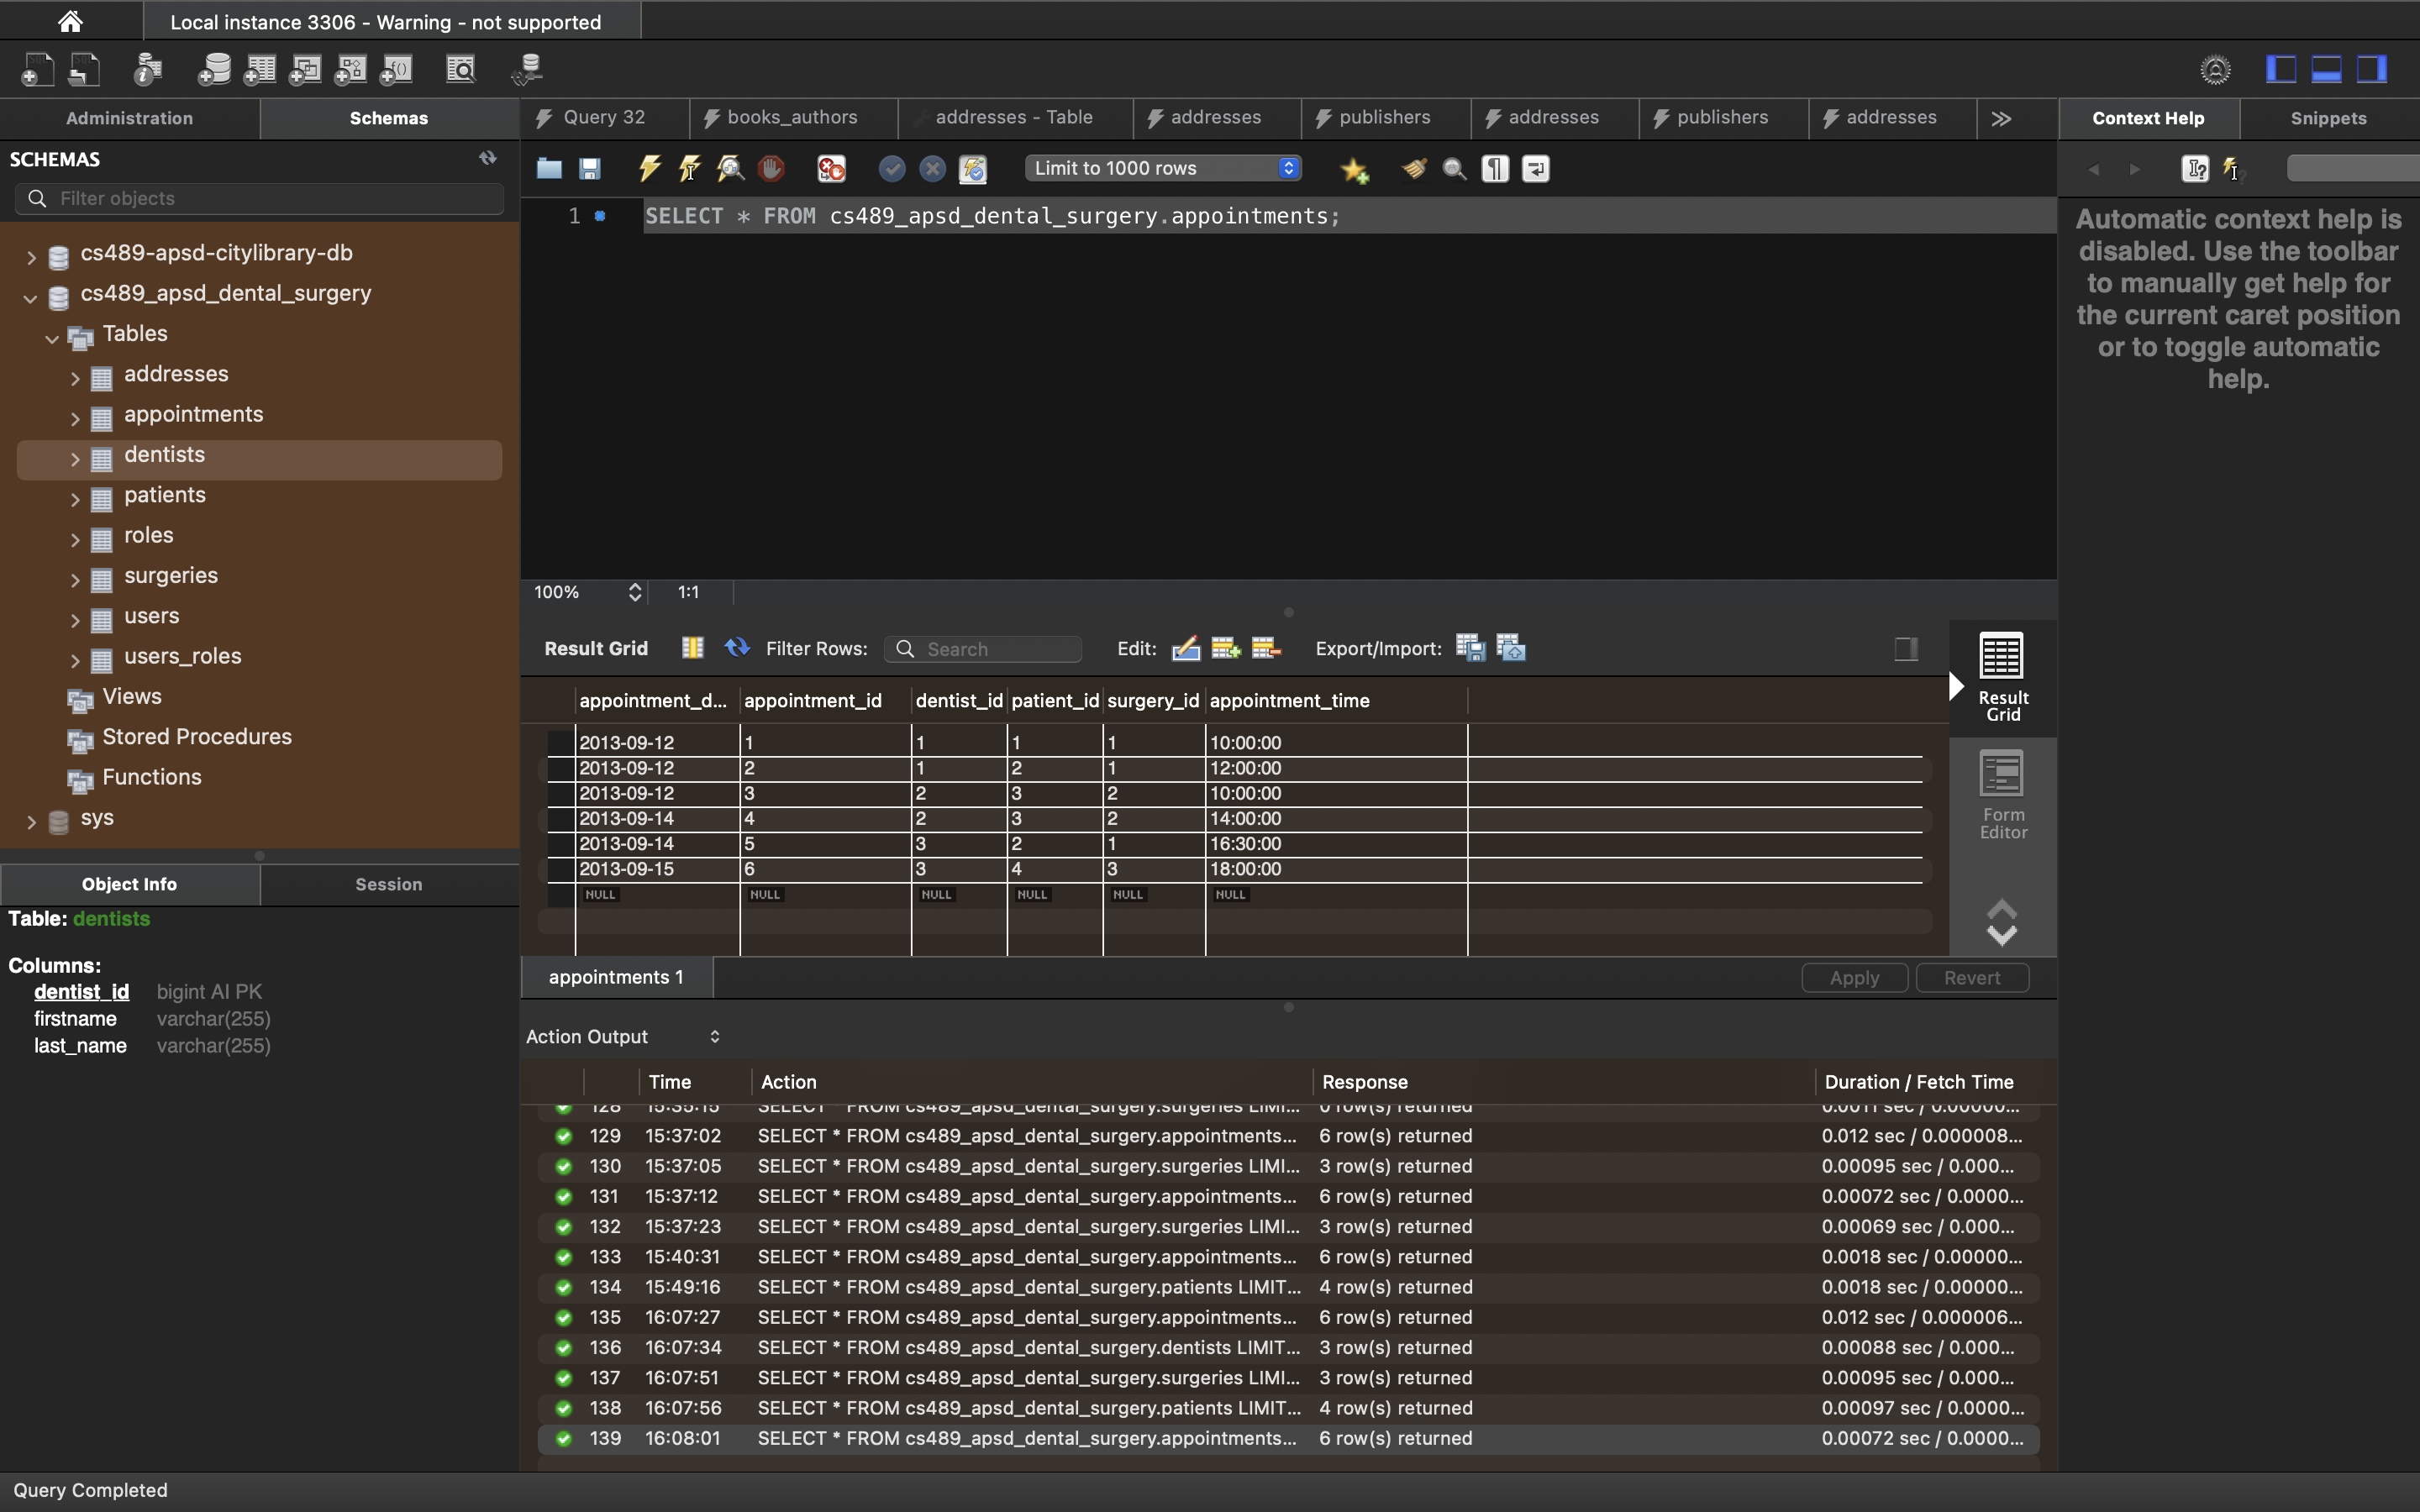 Local instance 3306 - Warning - not supported
Administration
Schemas
Query 32
books_authors
addresses - Table
addresses
publishers
addresses
publishers
addresses
Context Help
Snippets
SCHEMAS
Filter objects
Limit to 1000 rows
cs489-apsd-citylibrary-db
cs489_apsd_dental_surgery
Tables
addresses
appointments
dentists
patients
roles
surgeries
users
users_roles
Views
Stored Procedures
Functions
sys
1 SELECT * FROM cs489_apsd_dental_surgery.appointments;
Automatic context help is
disabled. Use the toolbar
to manually get help for
the current caret position
or to toggle automatic
help.
100% 1:1
Result Grid Filter Rows: Search Edit: Export/Import:
appointment_d... appointment_id dentist_id patient_id surgery_id appointment_time
2013-09-12 1 1 1 1 10:00:00
2013-09-12 2 1 2 1 12:00:00
2013-09-12 3 2 3 2 10:00:00
2013-09-14 4 2 3 2 14:00:00
2013-09-14 5 3 2 1 16:30:00
2013-09-15 6 3 4 3 18:00:00
NULL NULL NULL NULL NULL NULL
Result
Grid
Form
Editor
appointments 1
Apply
Revert
Object Info
Session
Table: dentists
Columns:
dentist_id bigint AI PK
firstname varchar(255)
last_name varchar(255)
Action Output
Time Action Response Duration / Fetch Time
128 15:35:15 SELECT * FROM cs489_apsd_dental_surgery.surgeries LIMI... 0 row(s) returned 0.0011 sec / 0.00000...
129 15:37:02 SELECT * FROM cs489_apsd_dental_surgery.appointments... 6 row(s) returned 0.012 sec / 0.000008...
130 15:37:05 SELECT * FROM cs489_apsd_dental_surgery.surgeries LIMI... 3 row(s) returned 0.00095 sec / 0.000...
131 15:37:12 SELECT * FROM cs489_apsd_dental_surgery.appointments... 6 row(s) returned 0.00072 sec / 0.0000...
132 15:37:23 SELECT * FROM cs489_apsd_dental_surgery.surgeries LIMI... 3 row(s) returned 0.00069 sec / 0.000...
133 15:40:31 SELECT * FROM cs489_apsd_dental_surgery.appointments... 6 row(s) returned 0.0018 sec / 0.00000...
134 15:49:16 SELECT * FROM cs489_apsd_dental_surgery.patients LIMIT... 4 row(s) returned 0.0018 sec / 0.00000...
135 16:07:27 SELECT * FROM cs489_apsd_dental_surgery.appointments... 6 row(s) returned 0.012 sec / 0.000006...
136 16:07:34 SELECT * FROM cs489_apsd_dental_surgery.dentists LIMIT... 3 row(s) returned 0.00088 sec / 0.000...
137 16:07:51 SELECT * FROM cs489_apsd_dental_surgery.surgeries LIMI... 3 row(s) returned 0.00095 sec / 0.000...
138 16:07:56 SELECT * FROM cs489_apsd_dental_surgery.patients LIMIT... 4 row(s) returned 0.00097 sec / 0.0000...
139 16:08:01 SELECT * FROM cs489_apsd_dental_surgery.appointments... 6 row(s) returned 0.00072 sec / 0.0000...
Query Completed